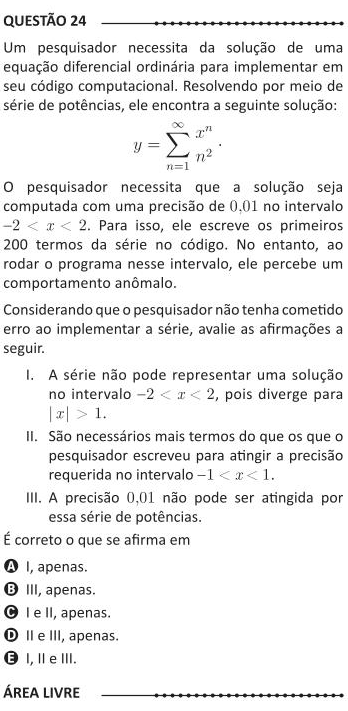 QUESTÃO 24
Um pesquisador necessita da solução de uma
equação diferencial ordinária para implementar em
seu código computacional. Resolvendo por meio de
série de potências, ele encontra a seguinte solução:
y = ∑_{n=1}^{∞} x^n / n^2 .
O pesquisador necessita que a solução seja
computada com uma precisão de 0,01 no intervalo
−2 < x < 2. Para isso, ele escreve os primeiros
200 termos da série no código. No entanto, ao
rodar o programa nesse intervalo, ele percebe um
comportamento anômalo.
Considerando que o pesquisador não tenha cometido
erro ao implementar a série, avalie as afirmações a
seguir.
I. A série não pode representar uma solução
no intervalo −2 < x < 2, pois diverge para
| x | > 1.
II. São necessários mais termos do que os que o
pesquisador escreveu para atingir a precisão
requerida no intervalo −1 < x < 1.
III. A precisão 0,01 não pode ser atingida por
essa série de potências.
É correto o que se afirma em
A I, apenas.
B III, apenas.
C I e II, apenas.
D II e III, apenas.
E I, II e III.
ÁREA LIVRE